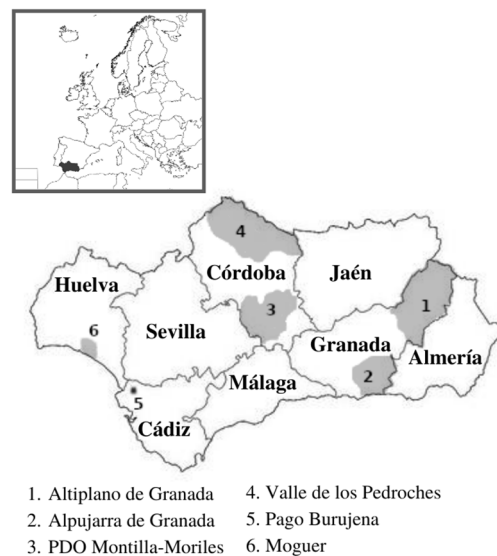 4
Córdoba
Jaén
Huelva
3
1
6
Sevilla
Granada
Almería
2
Málaga
5
Cádiz
1. Altiplano de Granada
2. Alpujarra de Granada
3. PDO Montilla-Moriles
4. Valle de los Pedroches
5. Pago Burujena
6. Moguer